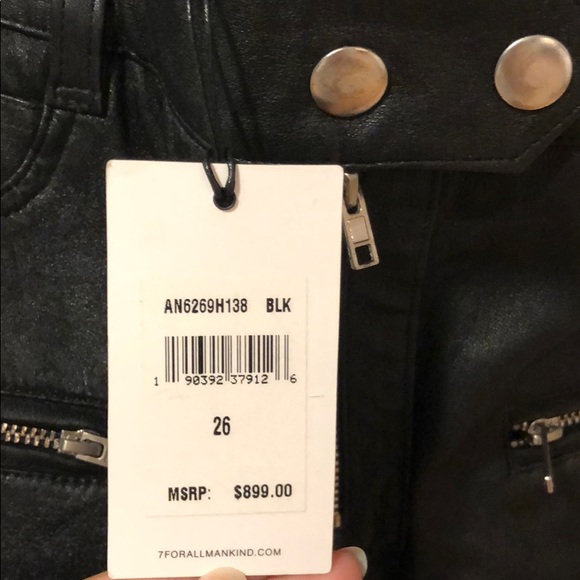 AN6269H138 BLK
1 90392 37912 6
26
MSRP: $899.00
7FORALLMANKIND.COM